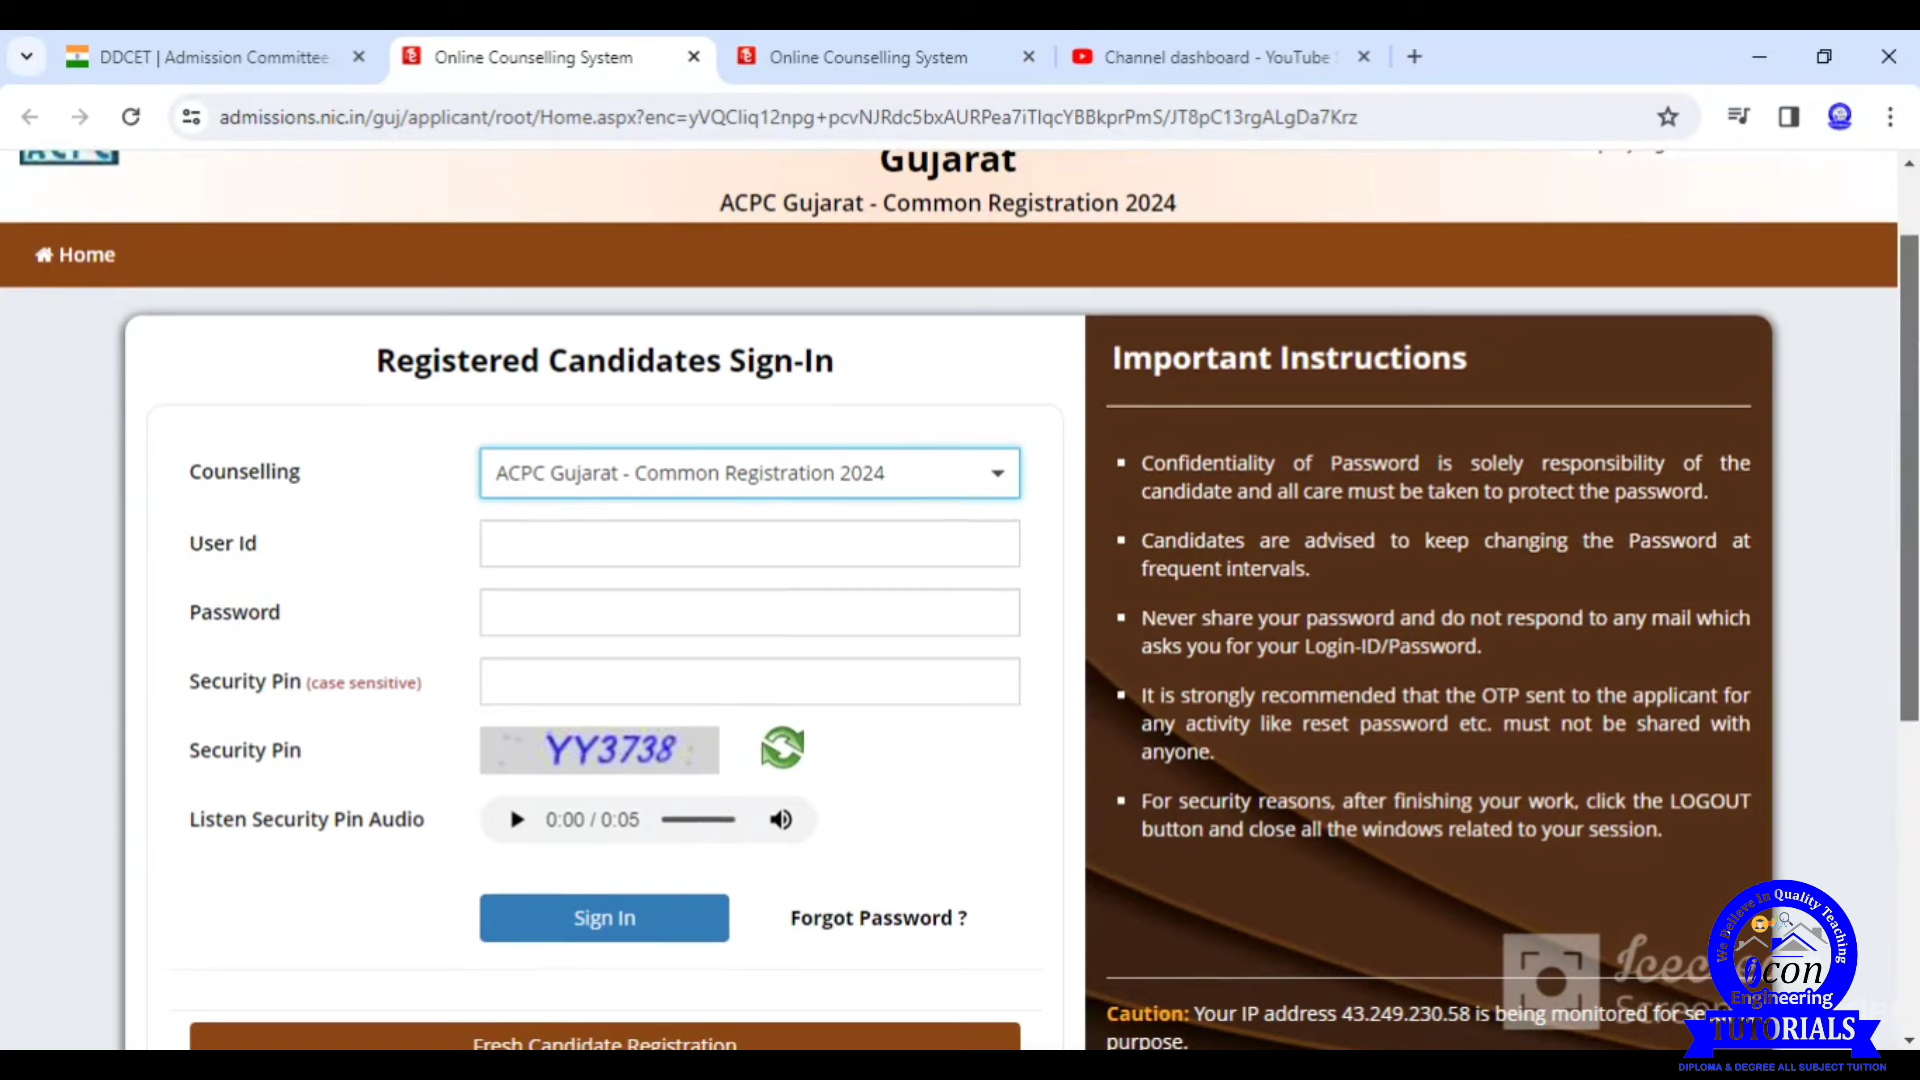 DDCET | Admission Committee
Online Counselling System
Online Counselling System
Channel dashboard - YouTube
admissions.nic.in/guj/applicant/root/Home.aspx?enc=yVQCIiq12npg+pcvNJRdc5bxAURPea7iTIqcYBBkprPmS/JT8pC13rgALgDa7Krz
ACPC
Gujarat
ACPC Gujarat - Common Registration 2024
Home
Registered Candidates Sign-In
Counselling
ACPC Gujarat - Common Registration 2024
User Id
Password
Security Pin (case sensitive)
Security Pin
YY3738
Listen Security Pin Audio
0:00 / 0:05
Sign In
Forgot Password ?
Fresh Candidate Registration
Important Instructions
Confidentiality of Password is solely responsibility of the
candidate and all care must be taken to protect the password.
Candidates are advised to keep changing the Password at
frequent intervals.
Never share your password and do not respond to any mail which
asks you for your Login-ID/Password.
It is strongly recommended that the OTP sent to the applicant for
any activity like reset password etc. must not be shared with
anyone.
For security reasons, after finishing your work, click the LOGOUT
button and close all the windows related to your session.
Caution: Your IP address 43.249.230.58 is being monitored for
purpose.
We Believe In Quality Teaching
icon
Engineering
TUTORIALS
DIPLOMA & DEGREE ALL SUBJECT TUITION